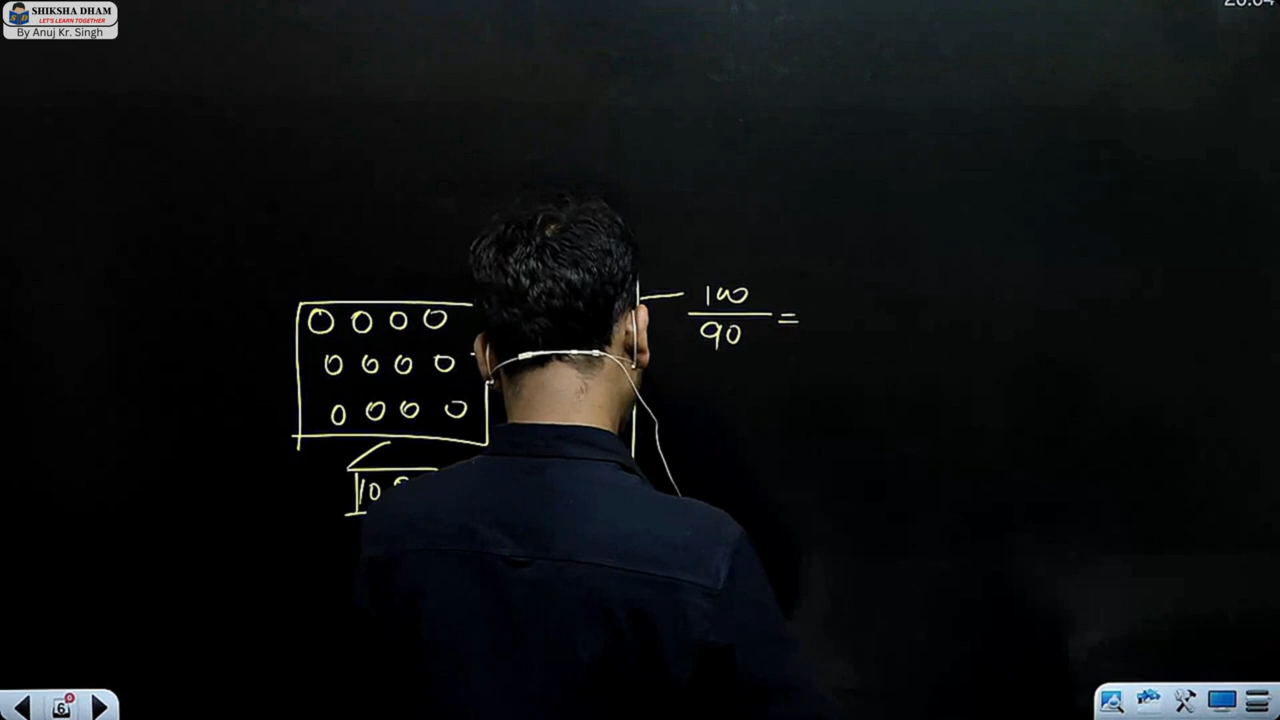 SHIKSHA DHAM
LET'S LEARN TOGETHER
By Anuj Kr. Singh
100
90 =
0 0 0 0
0 0 0 0
0 0 0 0
10
6